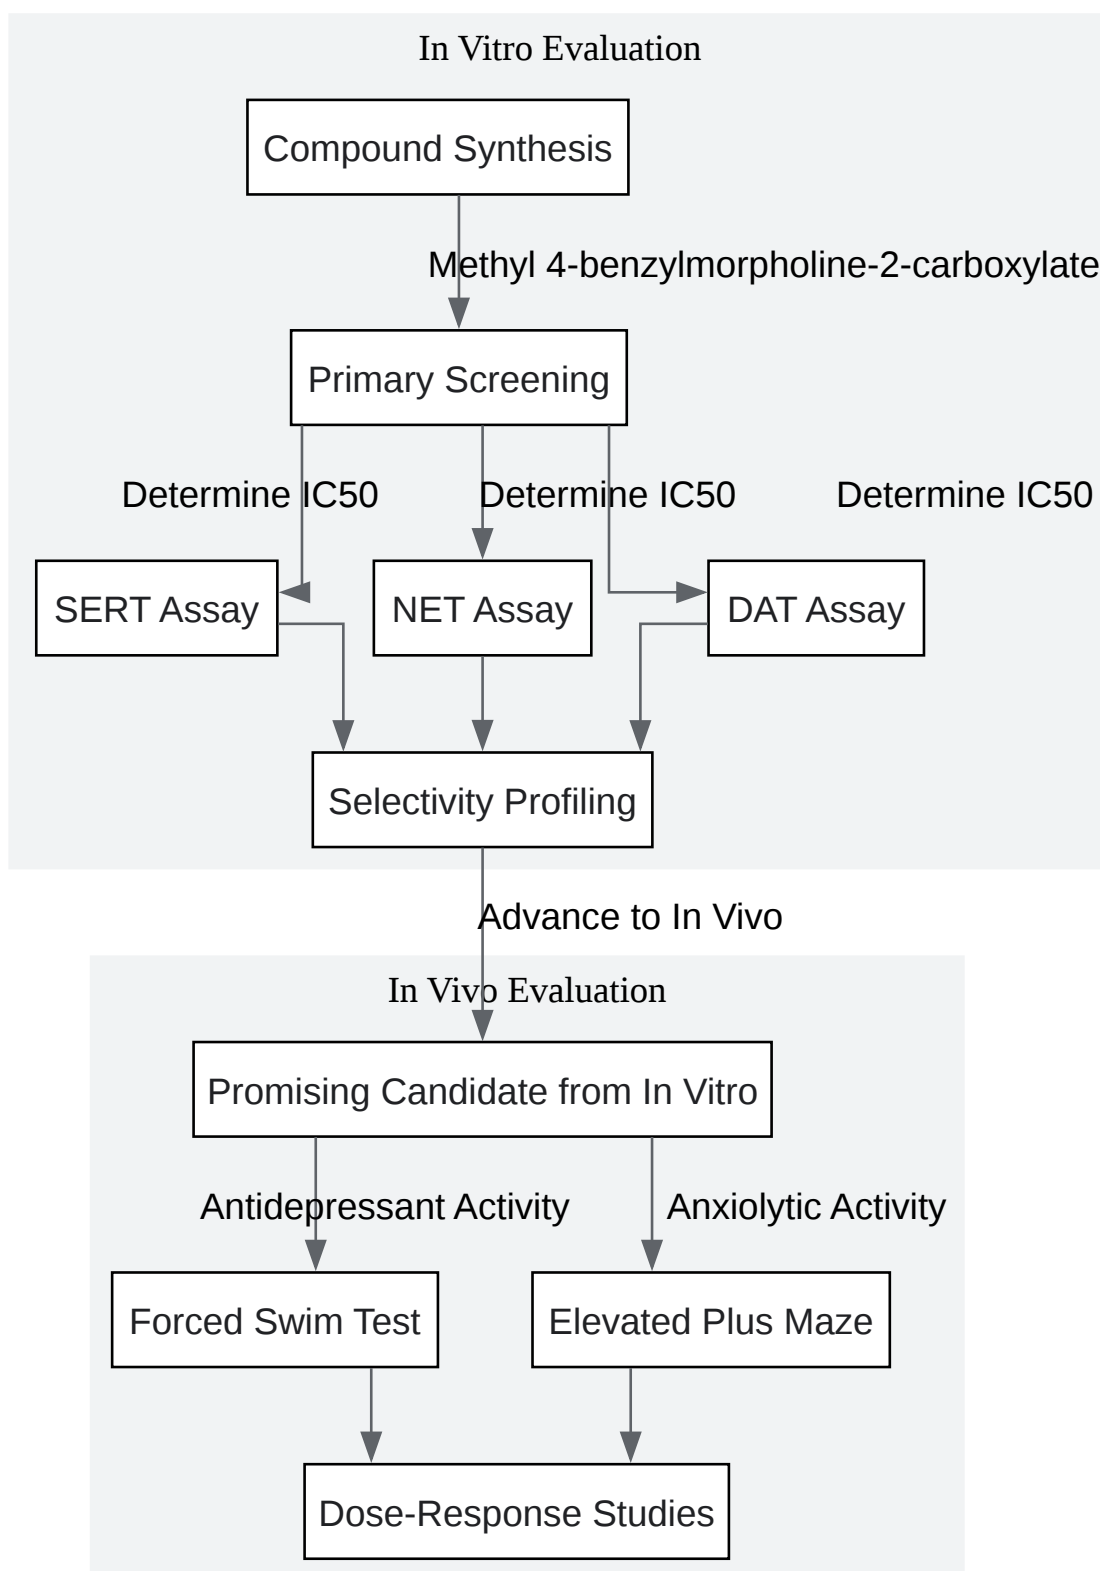 In Vitro Evaluation
Compound Synthesis
Methyl 4-benzylmorpholine-2-carboxylate
Primary Screening
Determine IC50
Determine IC50
Determine IC50
SERT Assay
NET Assay
DAT Assay
Selectivity Profiling
Advance to In Vivo
In Vivo Evaluation
Promising Candidate from In Vitro
Antidepressant Activity
Anxiolytic Activity
Forced Swim Test
Elevated Plus Maze
Dose-Response Studies